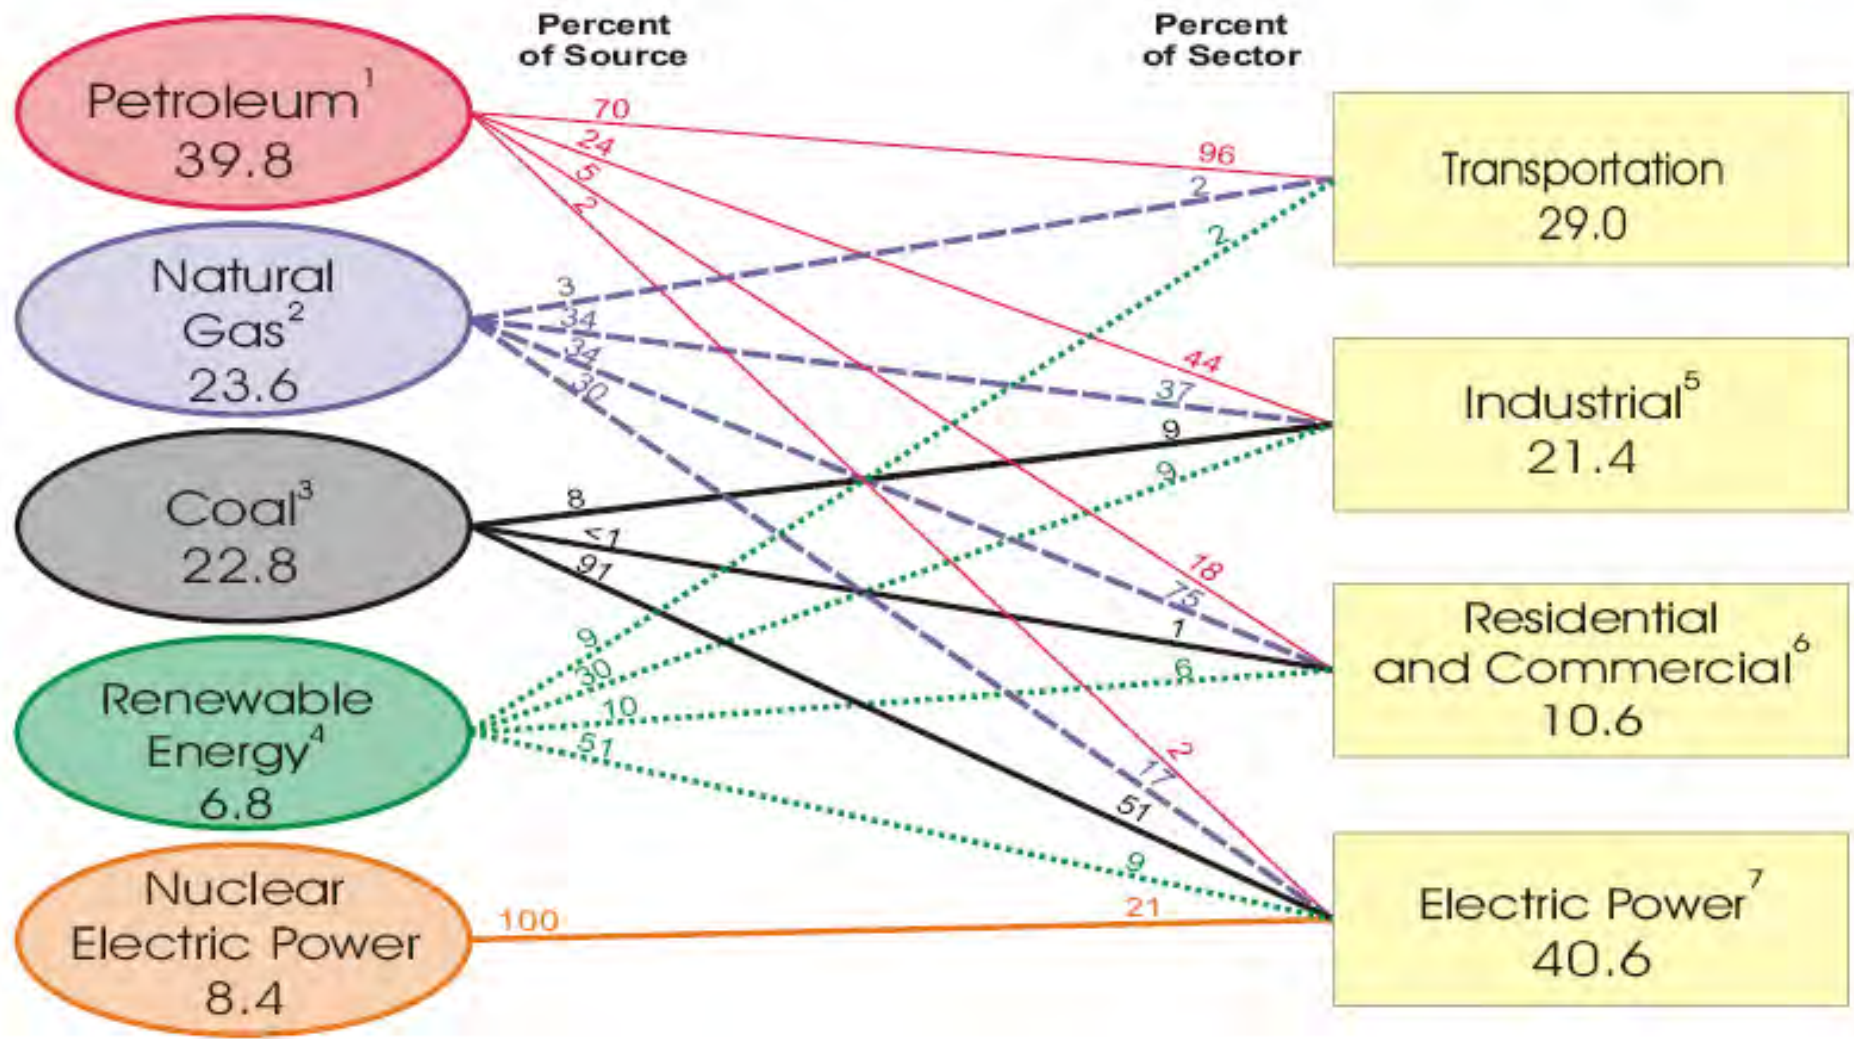 Percent
of Source
Percent
of Sector
Petroleum¹
39.8
Natural
Gas²
23.6
Coal³
22.8
Renewable
Energy⁴
6.8
Nuclear
Electric Power
8.4
70
24
5
2
3
34
34
30
8
<1
91
9
30
10
51
100
96
2
2
44
37
9
9
18
75
1
6
2
17
51
9
21
Transportation
29.0
Industrial⁵
21.4
Residential
and Commercial⁶
10.6
Electric Power⁷
40.6